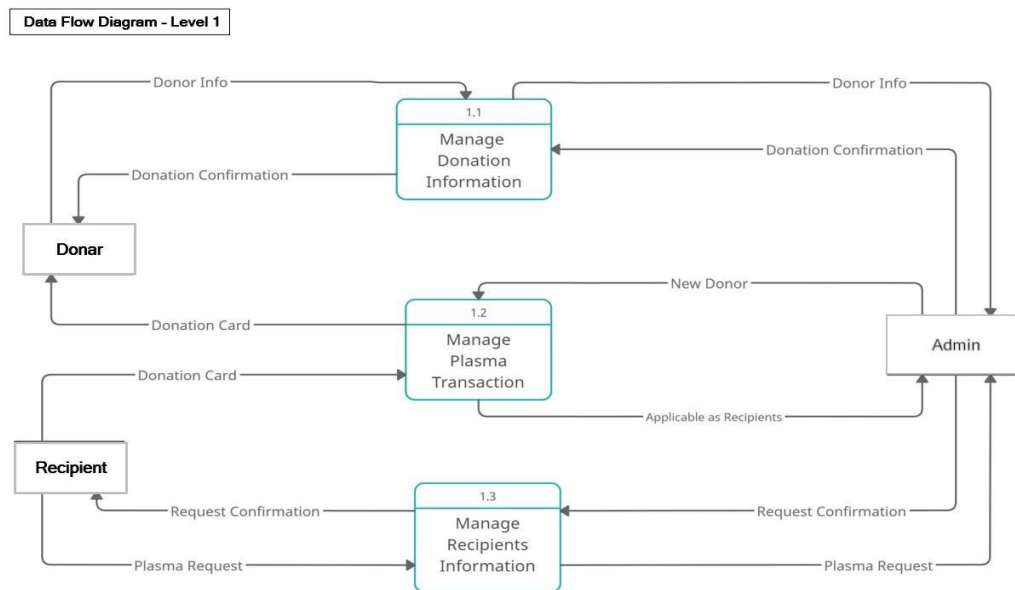 Data Flow Diagram - Level 1
Donor Info
Donor Info
1.1
Manage
Donation
Information
Donation Confirmation
Donation Confirmation
Donar
New Donor
1.2
Manage
Plasma
Transaction
Donation Card
Admin
Donation Card
Applicable as Recipients
Recipient
1.3
Manage
Recipients
Information
Request Confirmation
Request Confirmation
Plasma Request
Plasma Request